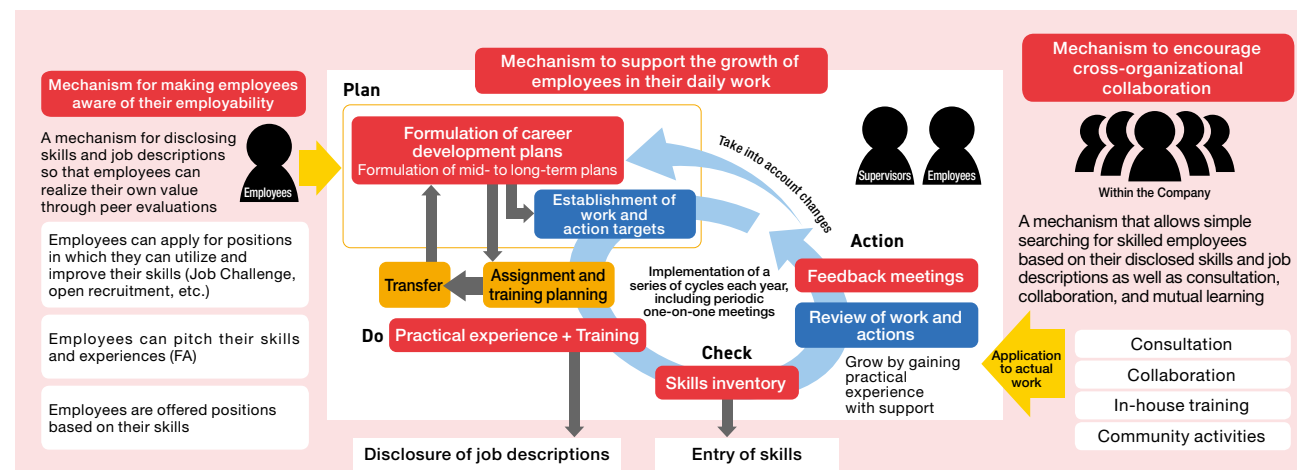 Mechanism for making employees
aware of their employability
A mechanism for disclosing
skills and job descriptions
so that employees can
realize their own value
through peer evaluations
Employees
Employees can apply for positions
in which they can utilize and
improve their skills (Job Challenge,
open recruitment, etc.)
Employees can pitch their skills
and experiences (FA)
Employees are offered positions
based on their skills
Mechanism to support the growth of
employees in their daily work
Plan
Formulation of career
development plans
Formulation of mid- to long-term plans
Establishment of
work and
action targets
Transfer
Assignment and
training planning
Do
Practical experience + Training
Disclosure of job descriptions
Check
Skills inventory
Entry of skills
Implementation of a
series of cycles each year,
including periodic
one-on-one meetings
Take into account changes
Supervisors
Employees
Action
Feedback meetings
Review of work and
actions
Grow by gaining
practical
experience
with support
Mechanism to encourage
cross-organizational
collaboration
Within the Company
A mechanism that allows simple
searching for skilled employees
based on their disclosed skills and job
descriptions as well as consultation,
collaboration, and mutual learning
Application
to actual
work
Consultation
Collaboration
In-house training
Community activities